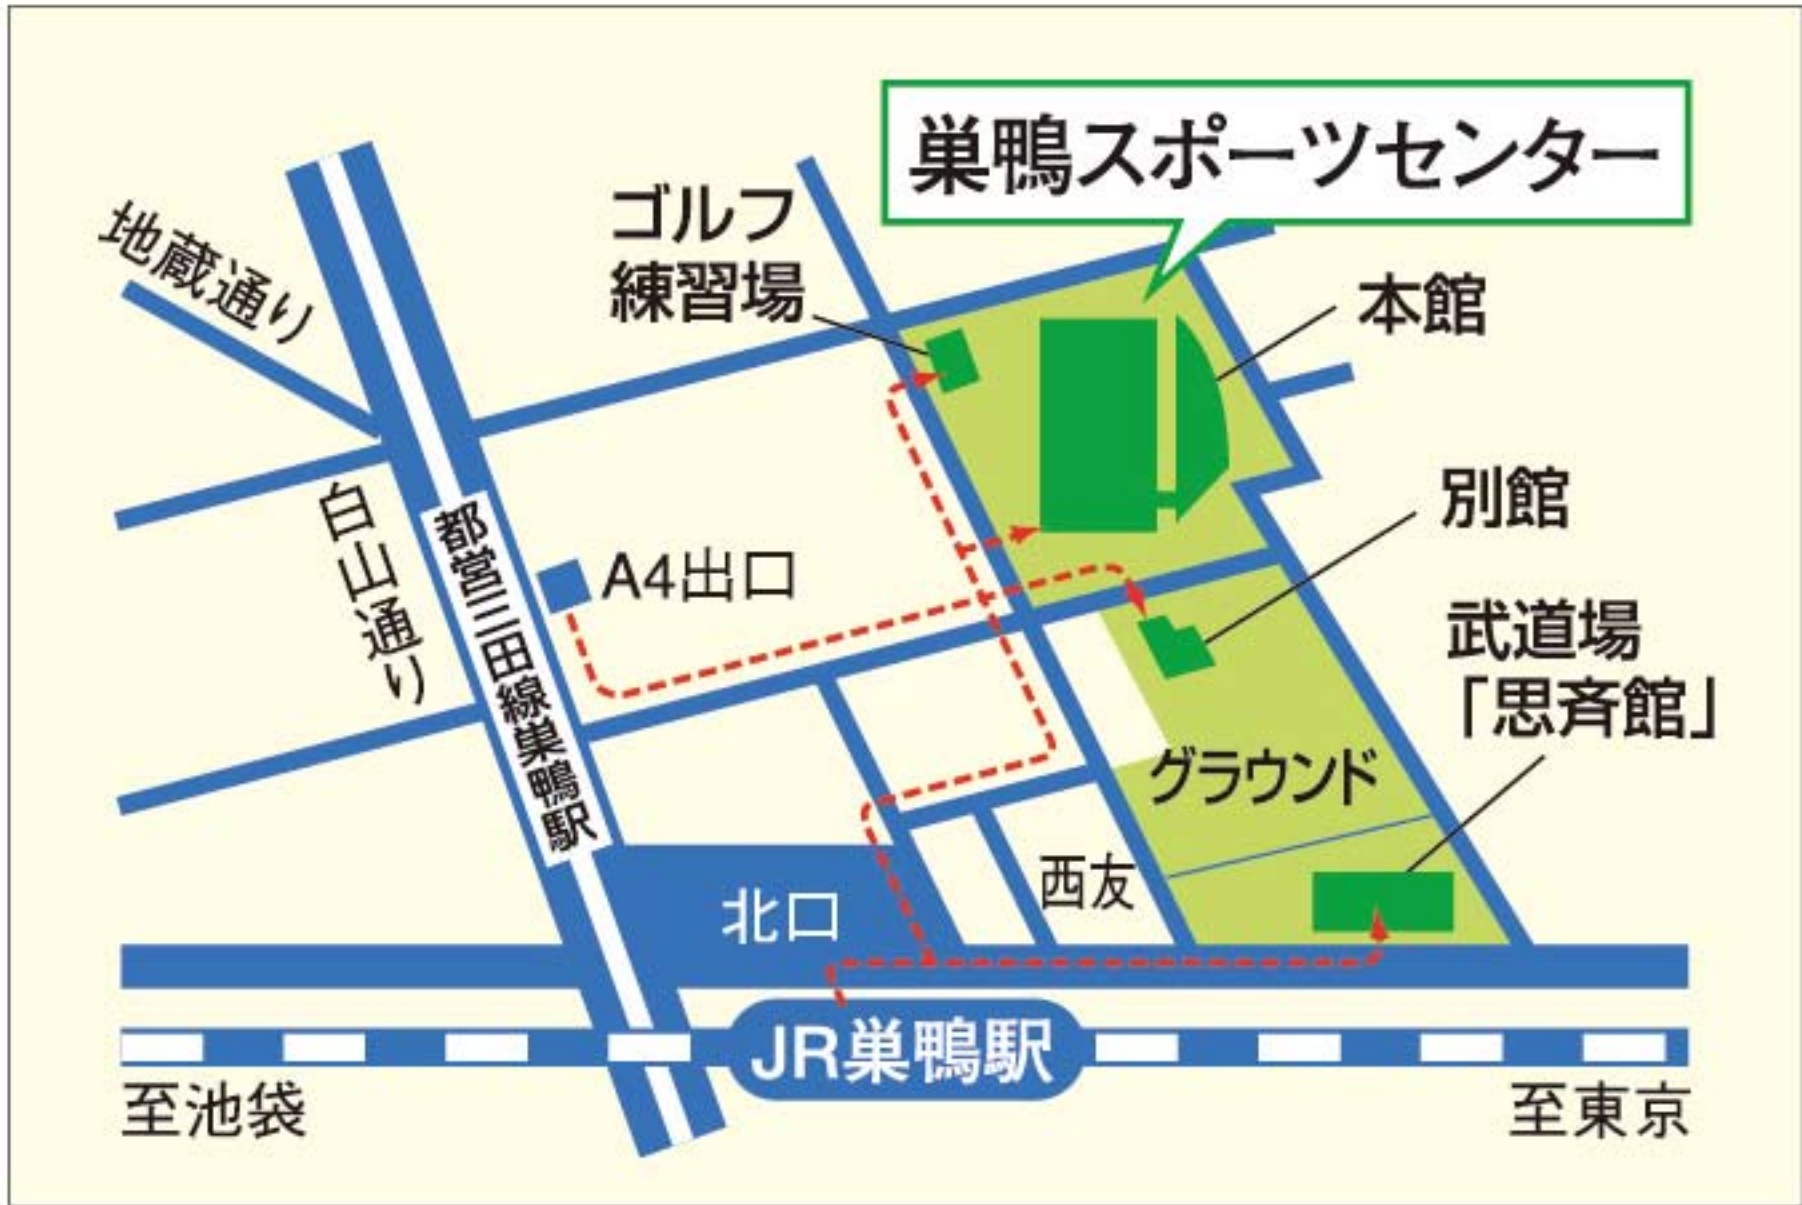 巣鴨スポーツセンター
地蔵通り
ゴルフ
練習場
本館
別館
白山通り
都営三田線巣鴨駅
A4出口
武道場
「思斉館」
グラウンド
西友
北口
JR巣鴨駅
至池袋
至東京